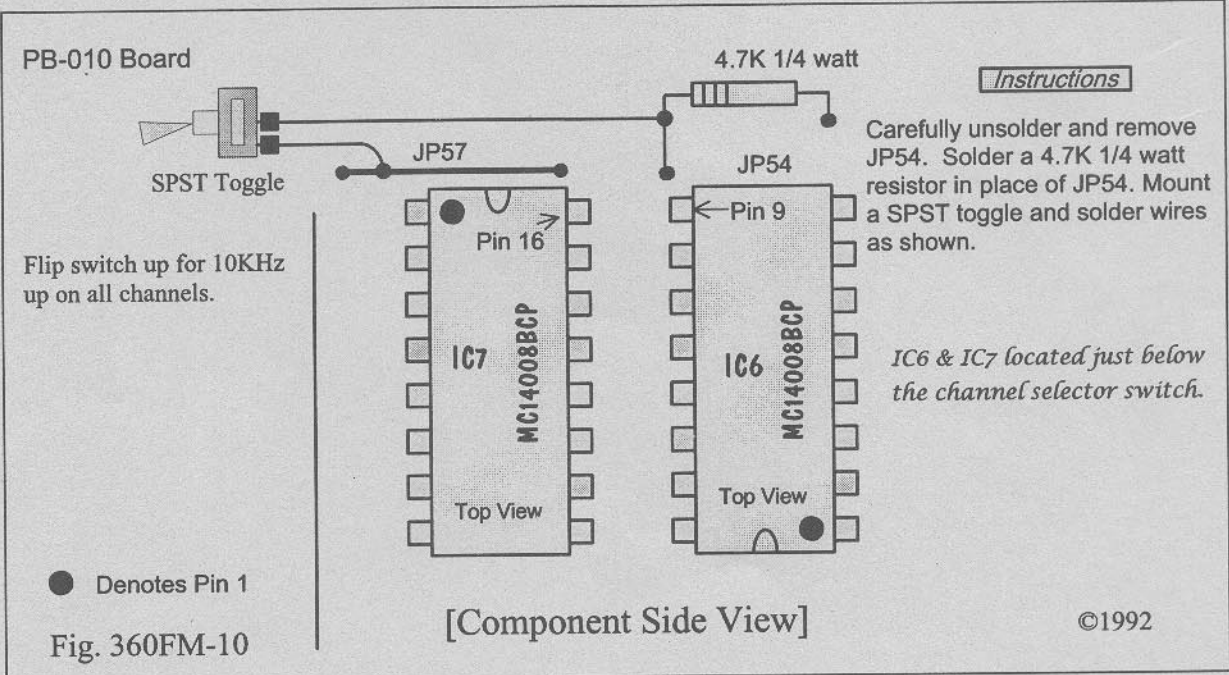 PB-010 Board
4.7K 1/4 watt
Instructions
Carefully unsolder and remove
JP54. Solder a 4.7K 1/4 watt
resistor in place of JP54. Mount
a SPST toggle and solder wires
as shown.
JP57
JP54
SPST Toggle
Pin 16
Pin 9
Flip switch up for 10KHz
up on all channels.
IC7
MC14008BCP
Top View
IC6
MC14008BCP
Top View
IC6 & IC7 located just below
the channel selector switch.
Denotes Pin 1
Fig. 360FM-10
[Component Side View]
©1992